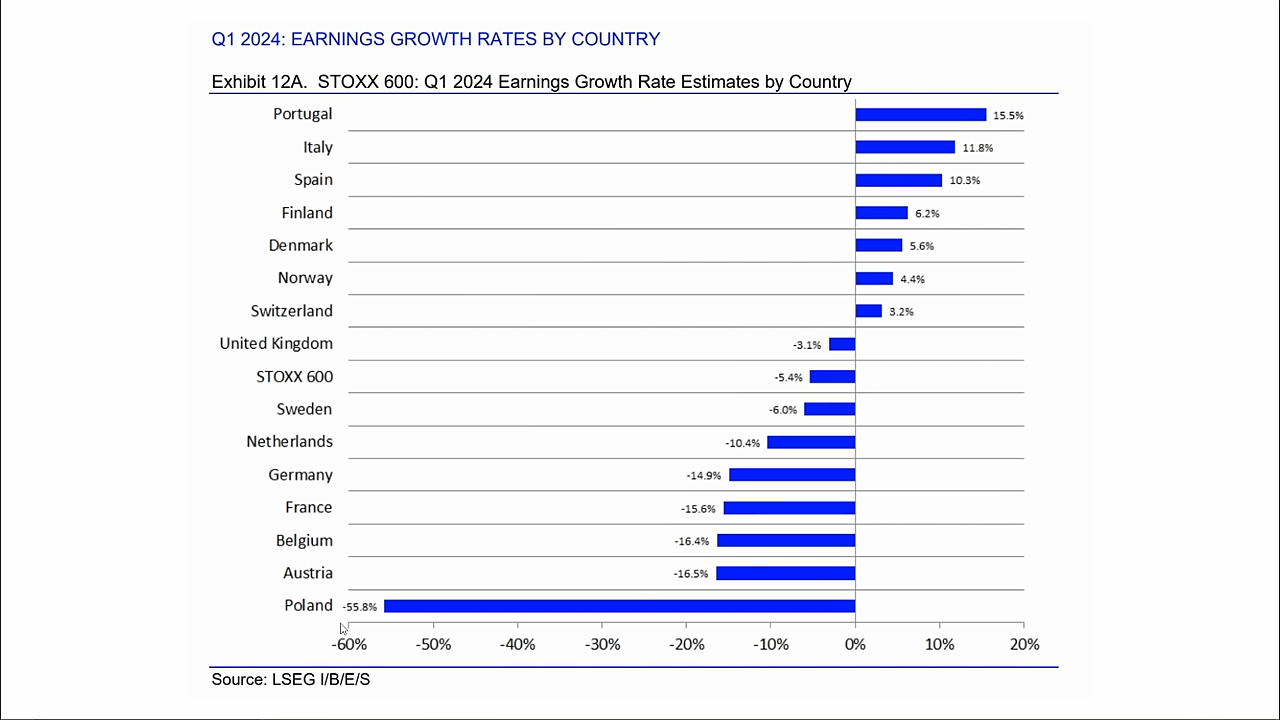 Q1 2024: EARNINGS GROWTH RATES BY COUNTRY
Exhibit 12A. STOXX 600: Q1 2024 Earnings Growth Rate Estimates by Country
Portugal 15.5%
Italy 11.8%
Spain 10.3%
Finland 6.2%
Denmark 5.6%
Norway 4.4%
Switzerland 3.2%
United Kingdom -3.1%
STOXX 600 -5.4%
Sweden -6.0%
Netherlands -10.4%
Germany -14.9%
France -15.6%
Belgium -16.4%
Austria -16.5%
Poland -55.8%
-60% -50% -40% -30% -20% -10% 0% 10% 20%
Source: LSEG I/B/E/S